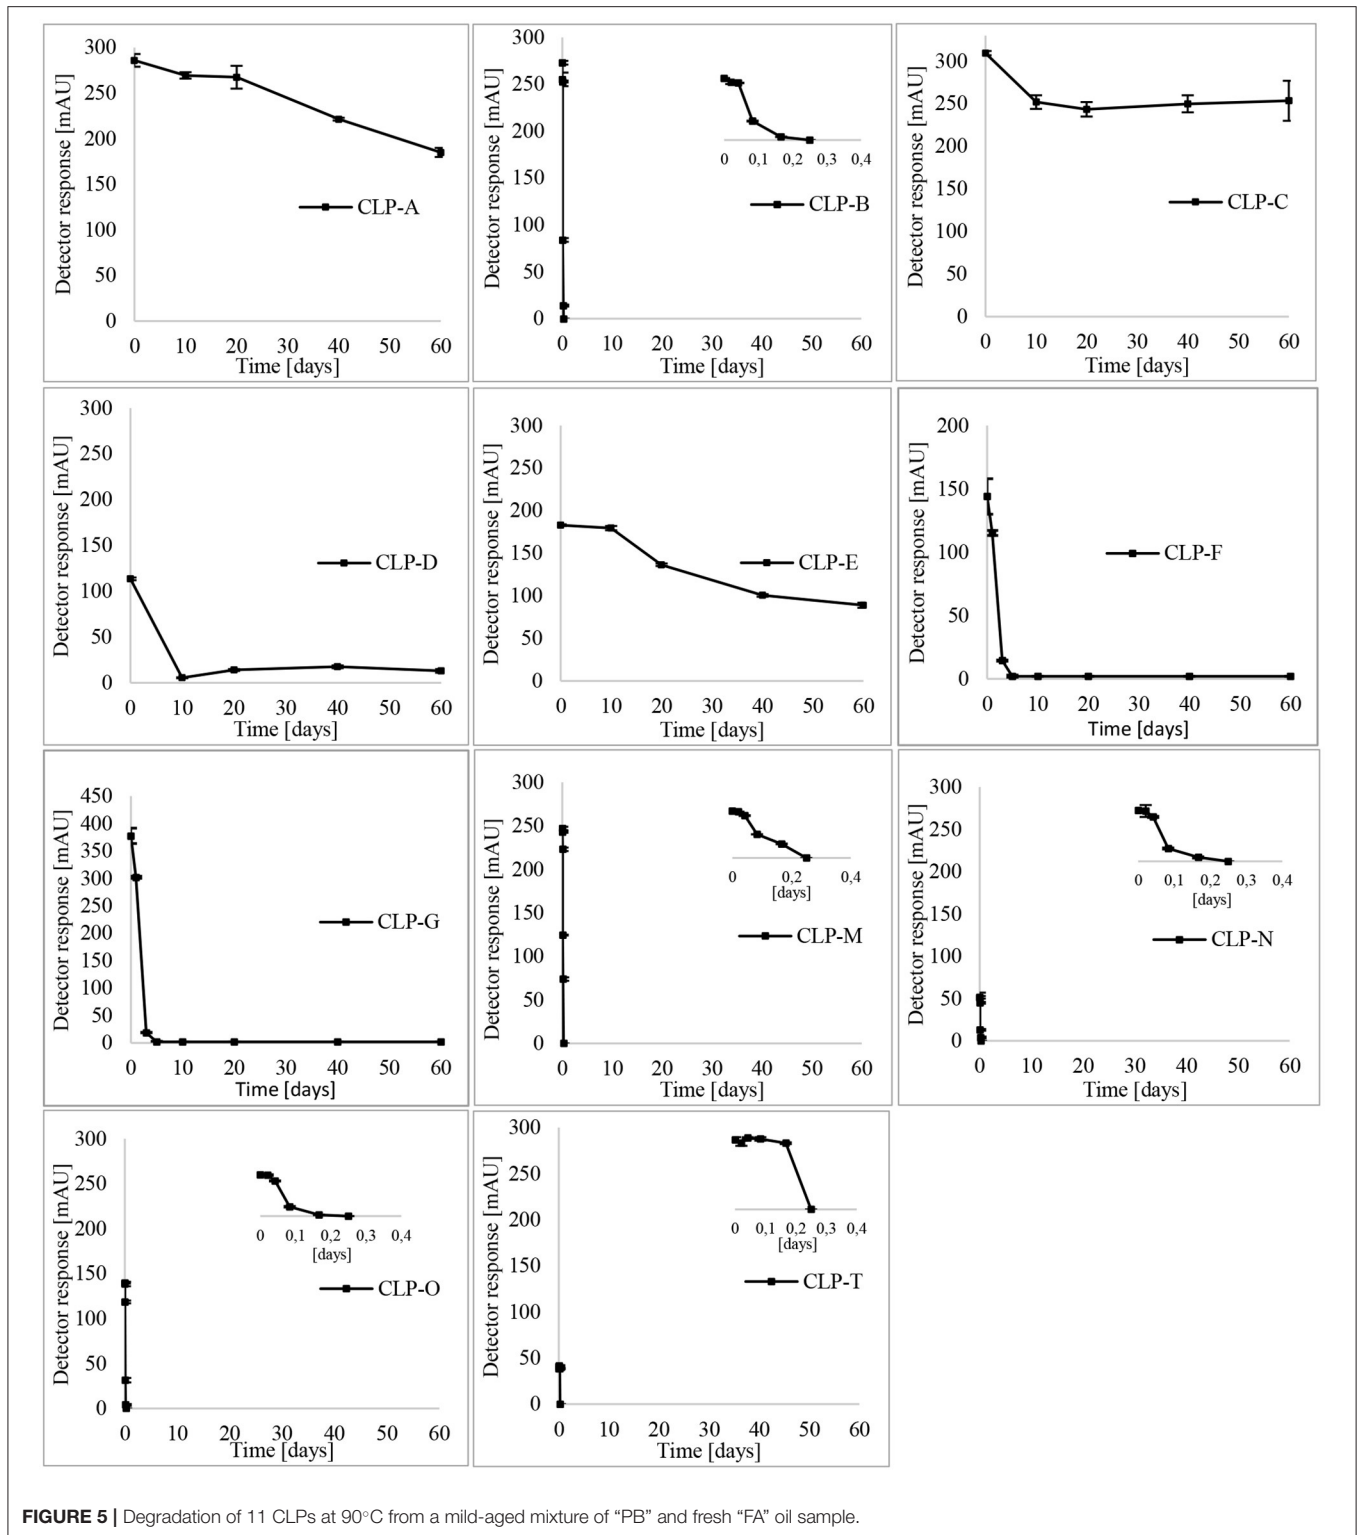 300
250
200
150
100
50
0
Detector response [mAU]
CLP-A
0 10 20 30 40 50 60
Time [days]
300
250
200
150
100
50
0
Detector response [mAU]
0 0,1 0,2 0,3 0,4
CLP-B
0 10 20 30 40 50 60
Time [days]
300
250
200
150
100
50
0
Detector response [mAU]
CLP-C
0 10 20 30 40 50 60
Time [days]
300
250
200
150
100
50
0
Detector response [mAU]
CLP-D
0 10 20 30 40 50 60
Time [days]
300
250
200
150
100
50
0
Detector response [mAU]
CLP-E
0 10 20 30 40 50 60
Time [days]
200
150
100
50
0
Detector response [mAU]
CLP-F
0 10 20 30 40 50 60
Time [days]
450
400
350
300
250
200
150
100
50
0
Detector response [mAU]
CLP-G
0 10 20 30 40 50 60
Time [days]
300
250
200
150
100
50
0
Detector response [mAU]
0 0,2 0,4
[days]
CLP-M
0 10 20 30 40 50 60
Time [days]
300
250
200
150
100
50
0
Detector response [mAU]
0 0,1 0,2 0,3 0,4
[days]
CLP-N
0 10 20 30 40 50 60
Time [days]
300
250
200
150
100
50
0
Detector response [mAU]
0 0,1 0,2 0,3 0,4
[days]
CLP-O
0 10 20 30 40 50 60
Time [days]
300
250
200
150
100
50
0
Detector response [mAU]
0 0,1 0,2 0,3 0,4
[days]
CLP-T
0 10 20 30 40 50 60
Time [days]
FIGURE 5 | Degradation of 11 CLPs at 90°C from a mild-aged mixture of “PB” and fresh “FA” oil sample.